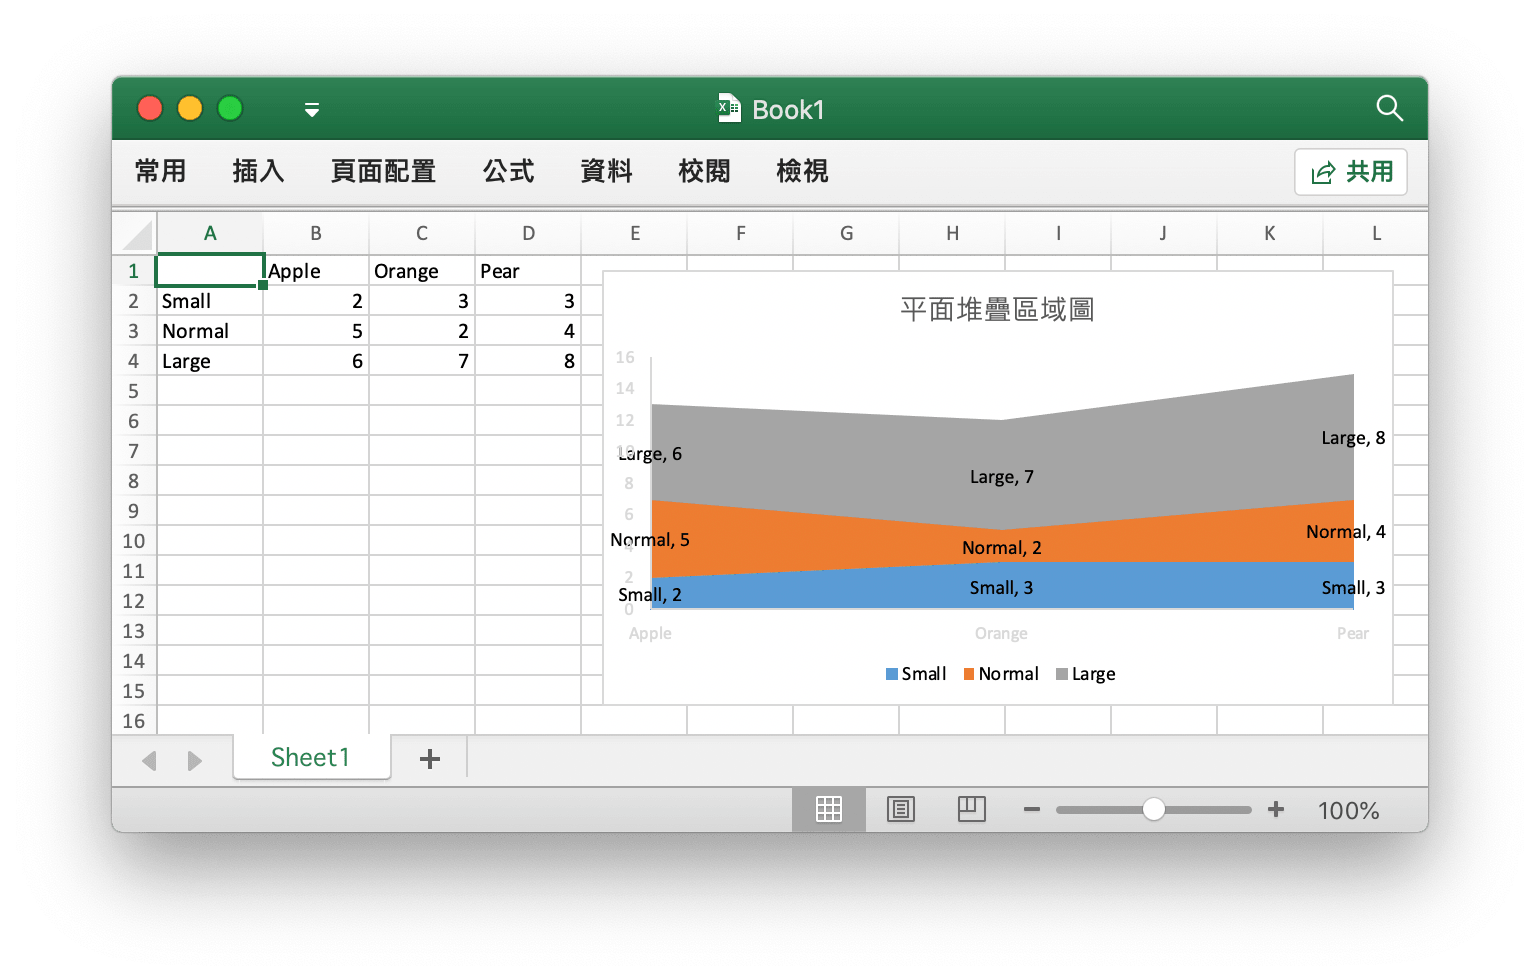 Book1
常用 插入 頁面配置 公式 資料 校閱 檢視 共用
A B C D E F G H I J K L
1 Apple Orange Pear
2 Small 2 3 3
3 Normal 5 2 4
4 Large 6 7 8
5
6
7
8
9
10
11
12
13
14
15
16
平面堆疊區域圖
16
14
12
10
8
6
4
2
0
Large, 6
Large, 7
Large, 8
Normal, 5
Normal, 2
Normal, 4
Small, 2
Small, 3
Small, 3
Apple Orange Pear
Small Normal Large
Sheet1
100%